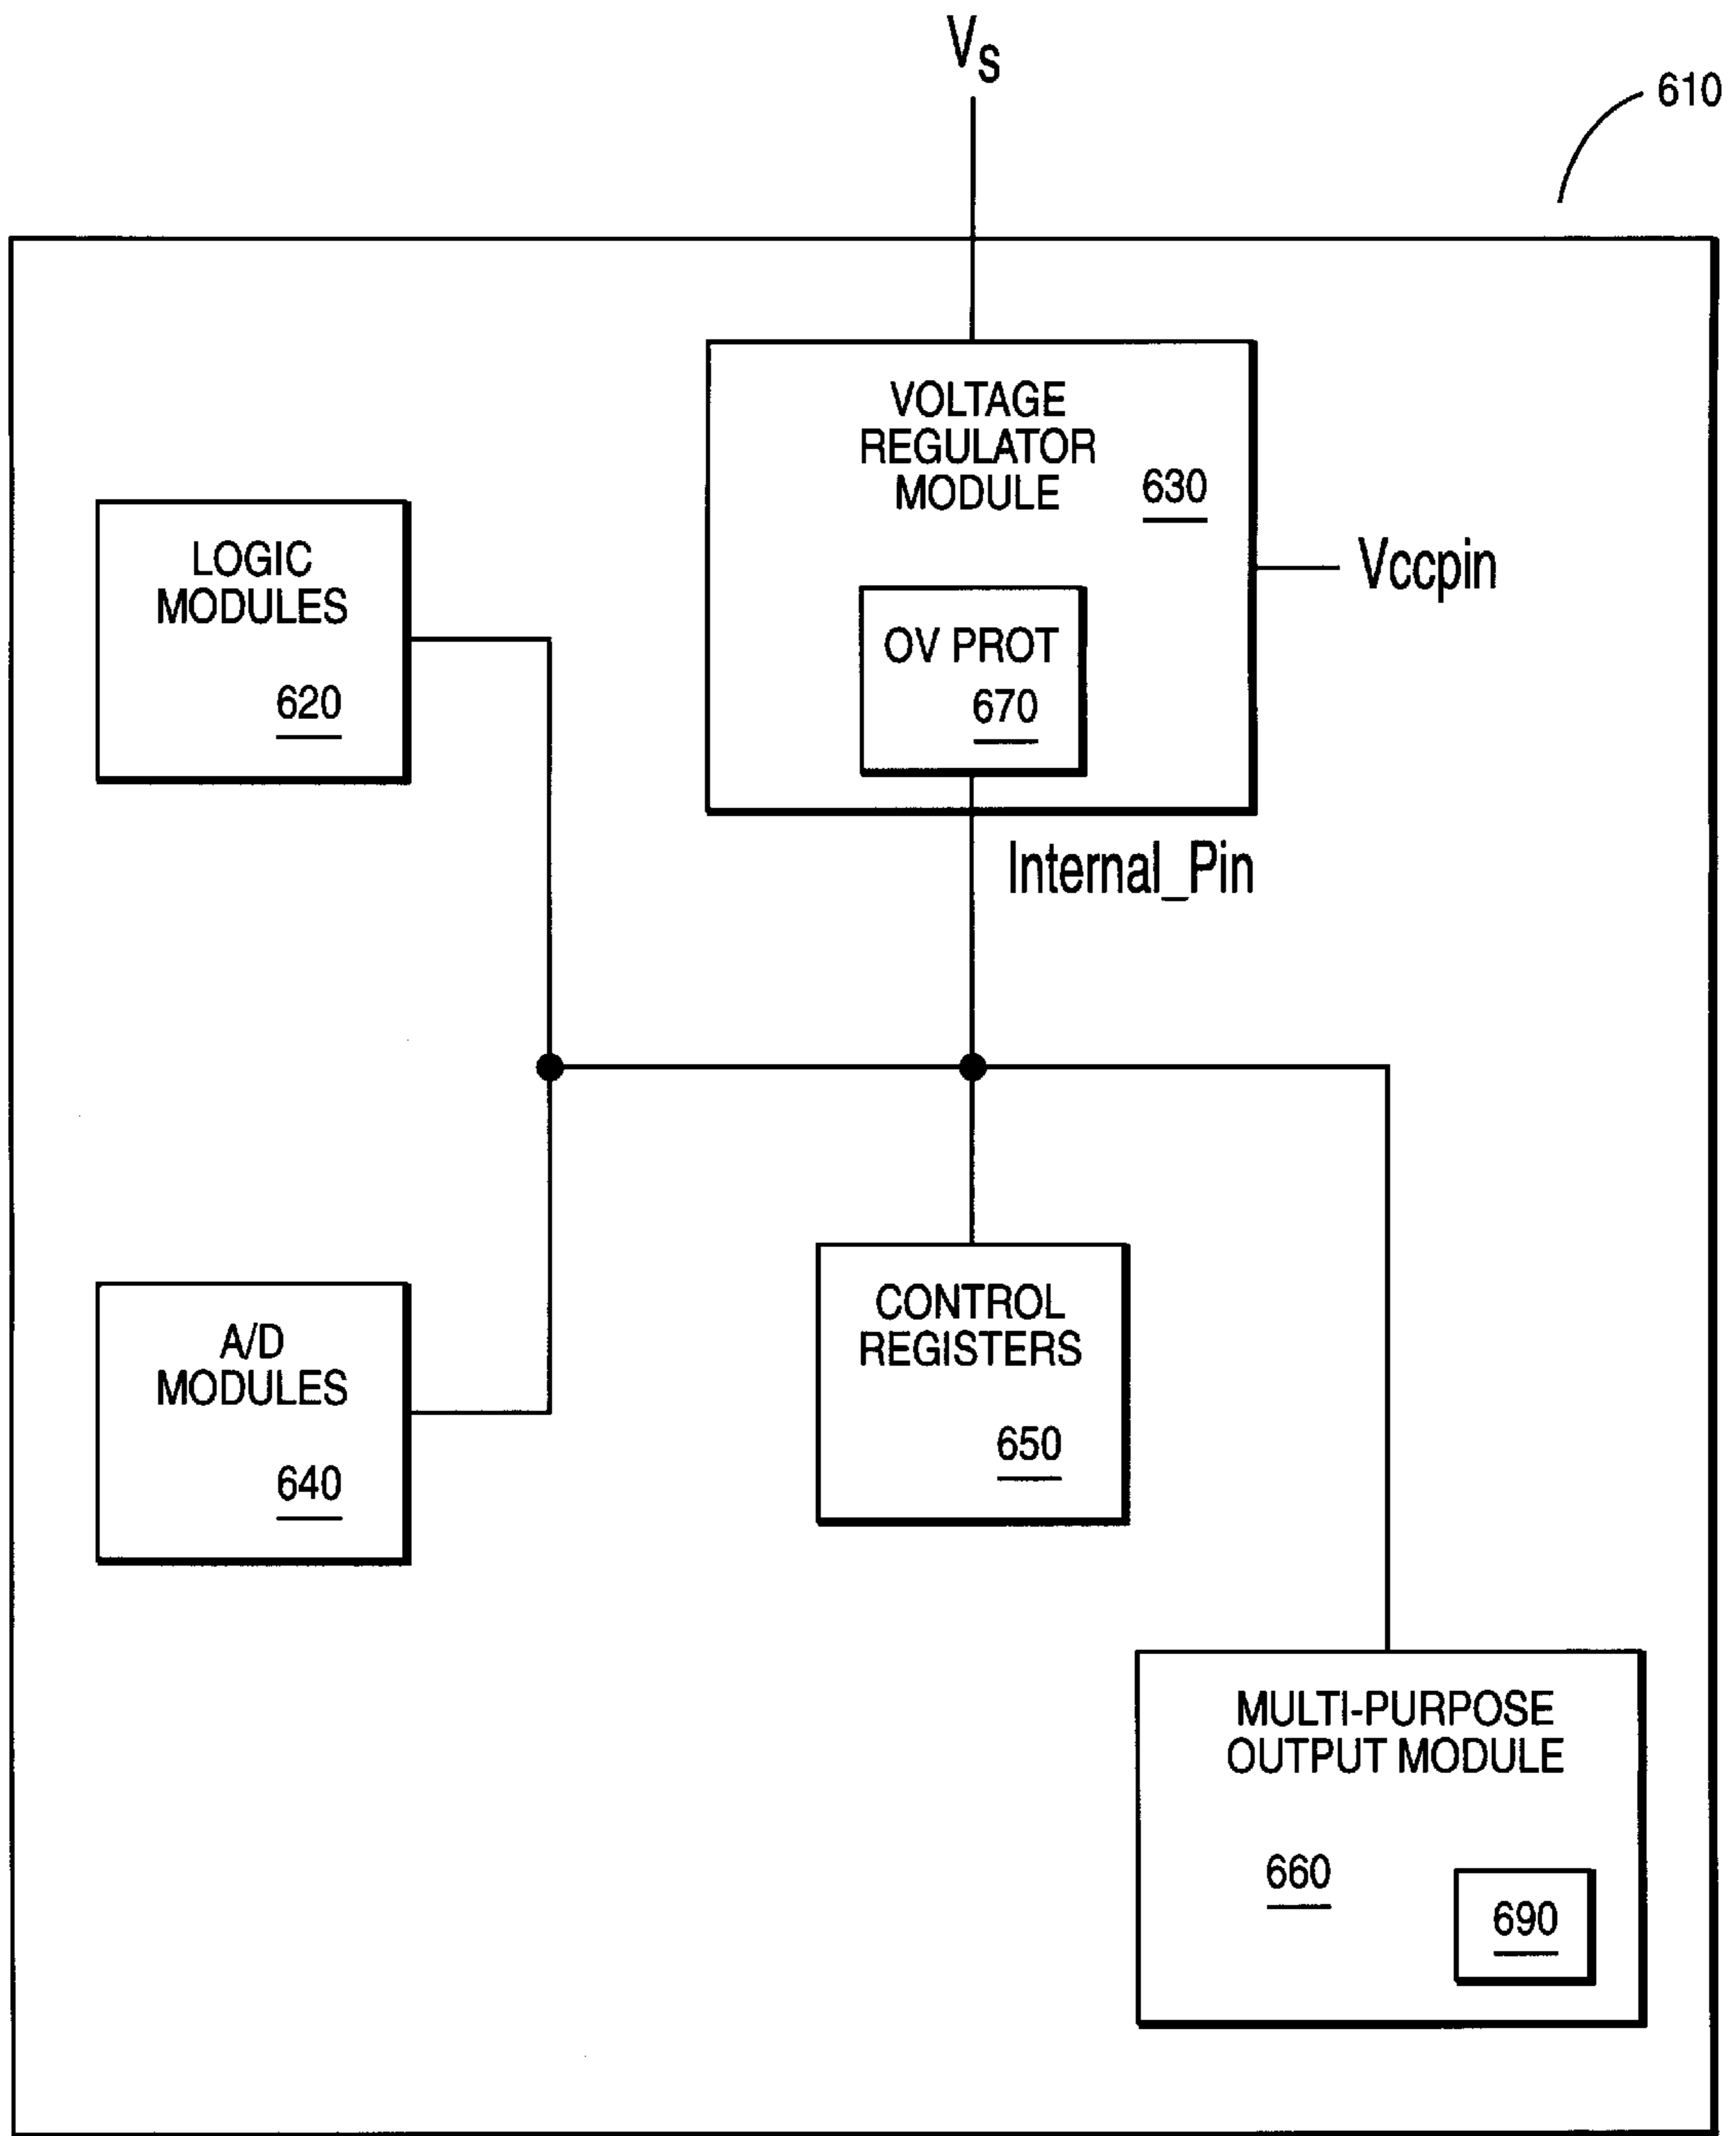 VS
610
VOLTAGE
REGULATOR
MODULE
630
Vccpin
OV PROT
670
Internal_Pin
LOGIC
MODULES
620
A/D
MODULES
640
CONTROL
REGISTERS
650
MULTI-PURPOSE
OUTPUT MODULE
660
690